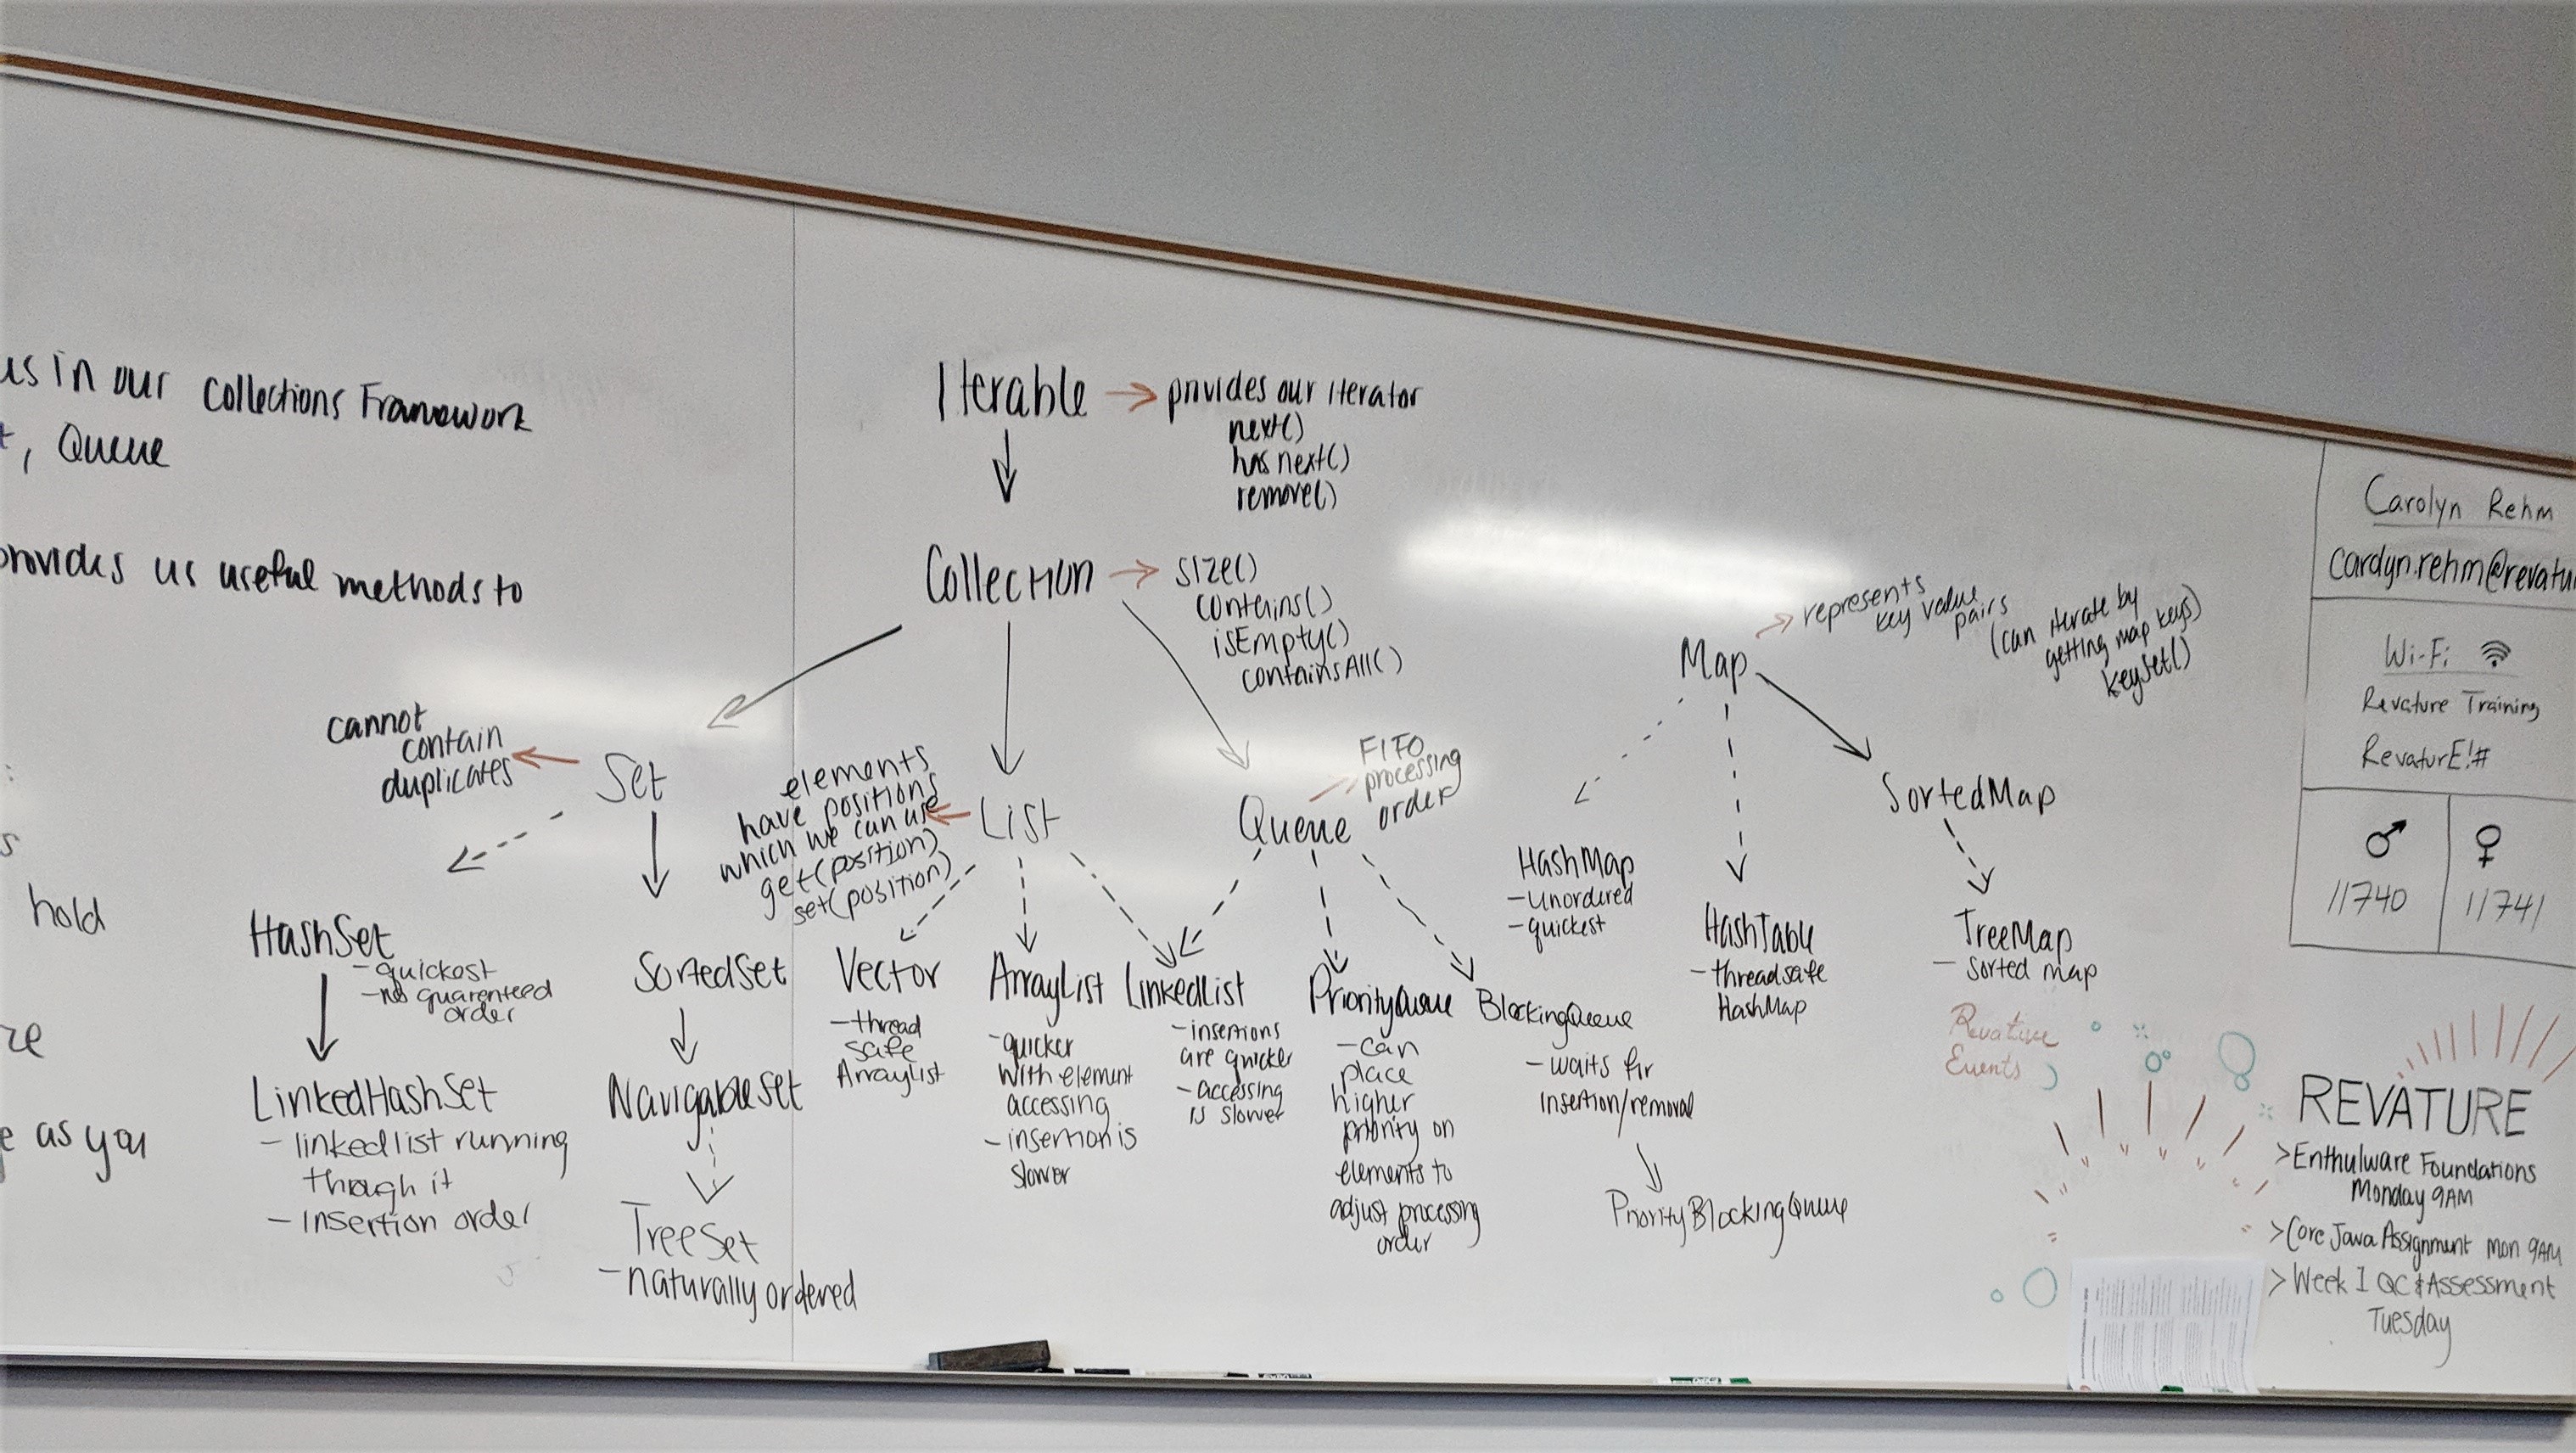 us in our Collections Framework
, Queue
provides us useful methods to
hold
as you
Iterable → provides our iterator
next()
has next()
remove()
Collection → size()
contains()
isEmpty()
containsAll()
cannot
contain
duplicates
Set
HashSet
- quickest
- No guarenteed
order
LinkedHashSet
- linked list running
through it
- Insertion order
SortedSet
NavigableSet
TreeSet
- naturally ordered
elements
have positions
which we can use
get(position)
set(position)
List
Vector
- thread
safe
ArrayList
ArrayList
- quicker
with element
accessing
- insertion is
slower
LinkedList
- insertions
are quicker
- accessing
is slower
Queue
FIFO
processing
order
PriorityQueue
- can
place
higher
priority on
elements to
adjust processing
order
BlockingQueue
- waits for
insertion/removal
PriorityBlockingQueue
Map
represents
key value
pairs
(can iterate by
getting map keys)
keyset()
HashMap
- unordered
- quickest
HashTable
- threadsafe
HashMap
SortedMap
TreeMap
- sorted map
Carolyn Rehm
carolyn.rehm@revatu
Wi-Fi
Revature Training
RevaturE!#
♂ ♀
11740 11741
Revature
Events
REVATURE
>Enthulware Foundations
Monday 9AM
>Core Java Assignment Mon 9AM
>Week 1 QC & Assessment
Tuesday